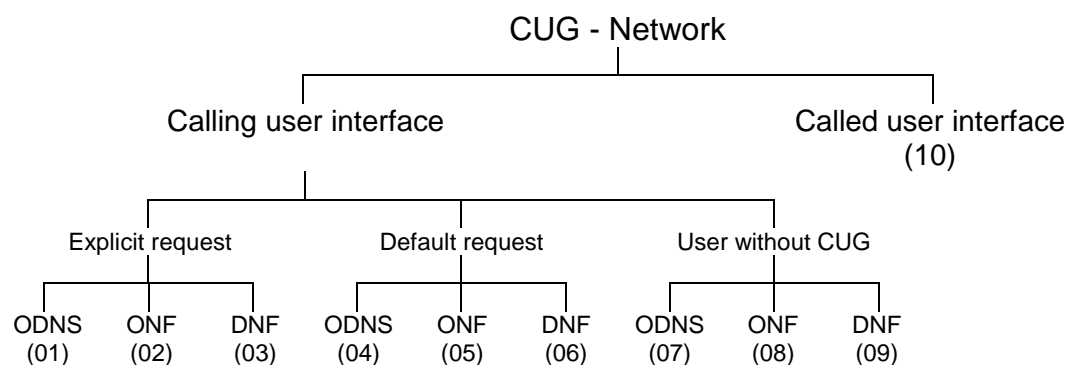 CUG - Network
Calling user interface
Called user interface
(10)
Explicit request
Default request
User without CUG
ODNS ONF DNF ODNS ONF DNF ODNS ONF DNF
(01) (02) (03) (04) (05) (06) (07) (08) (09)